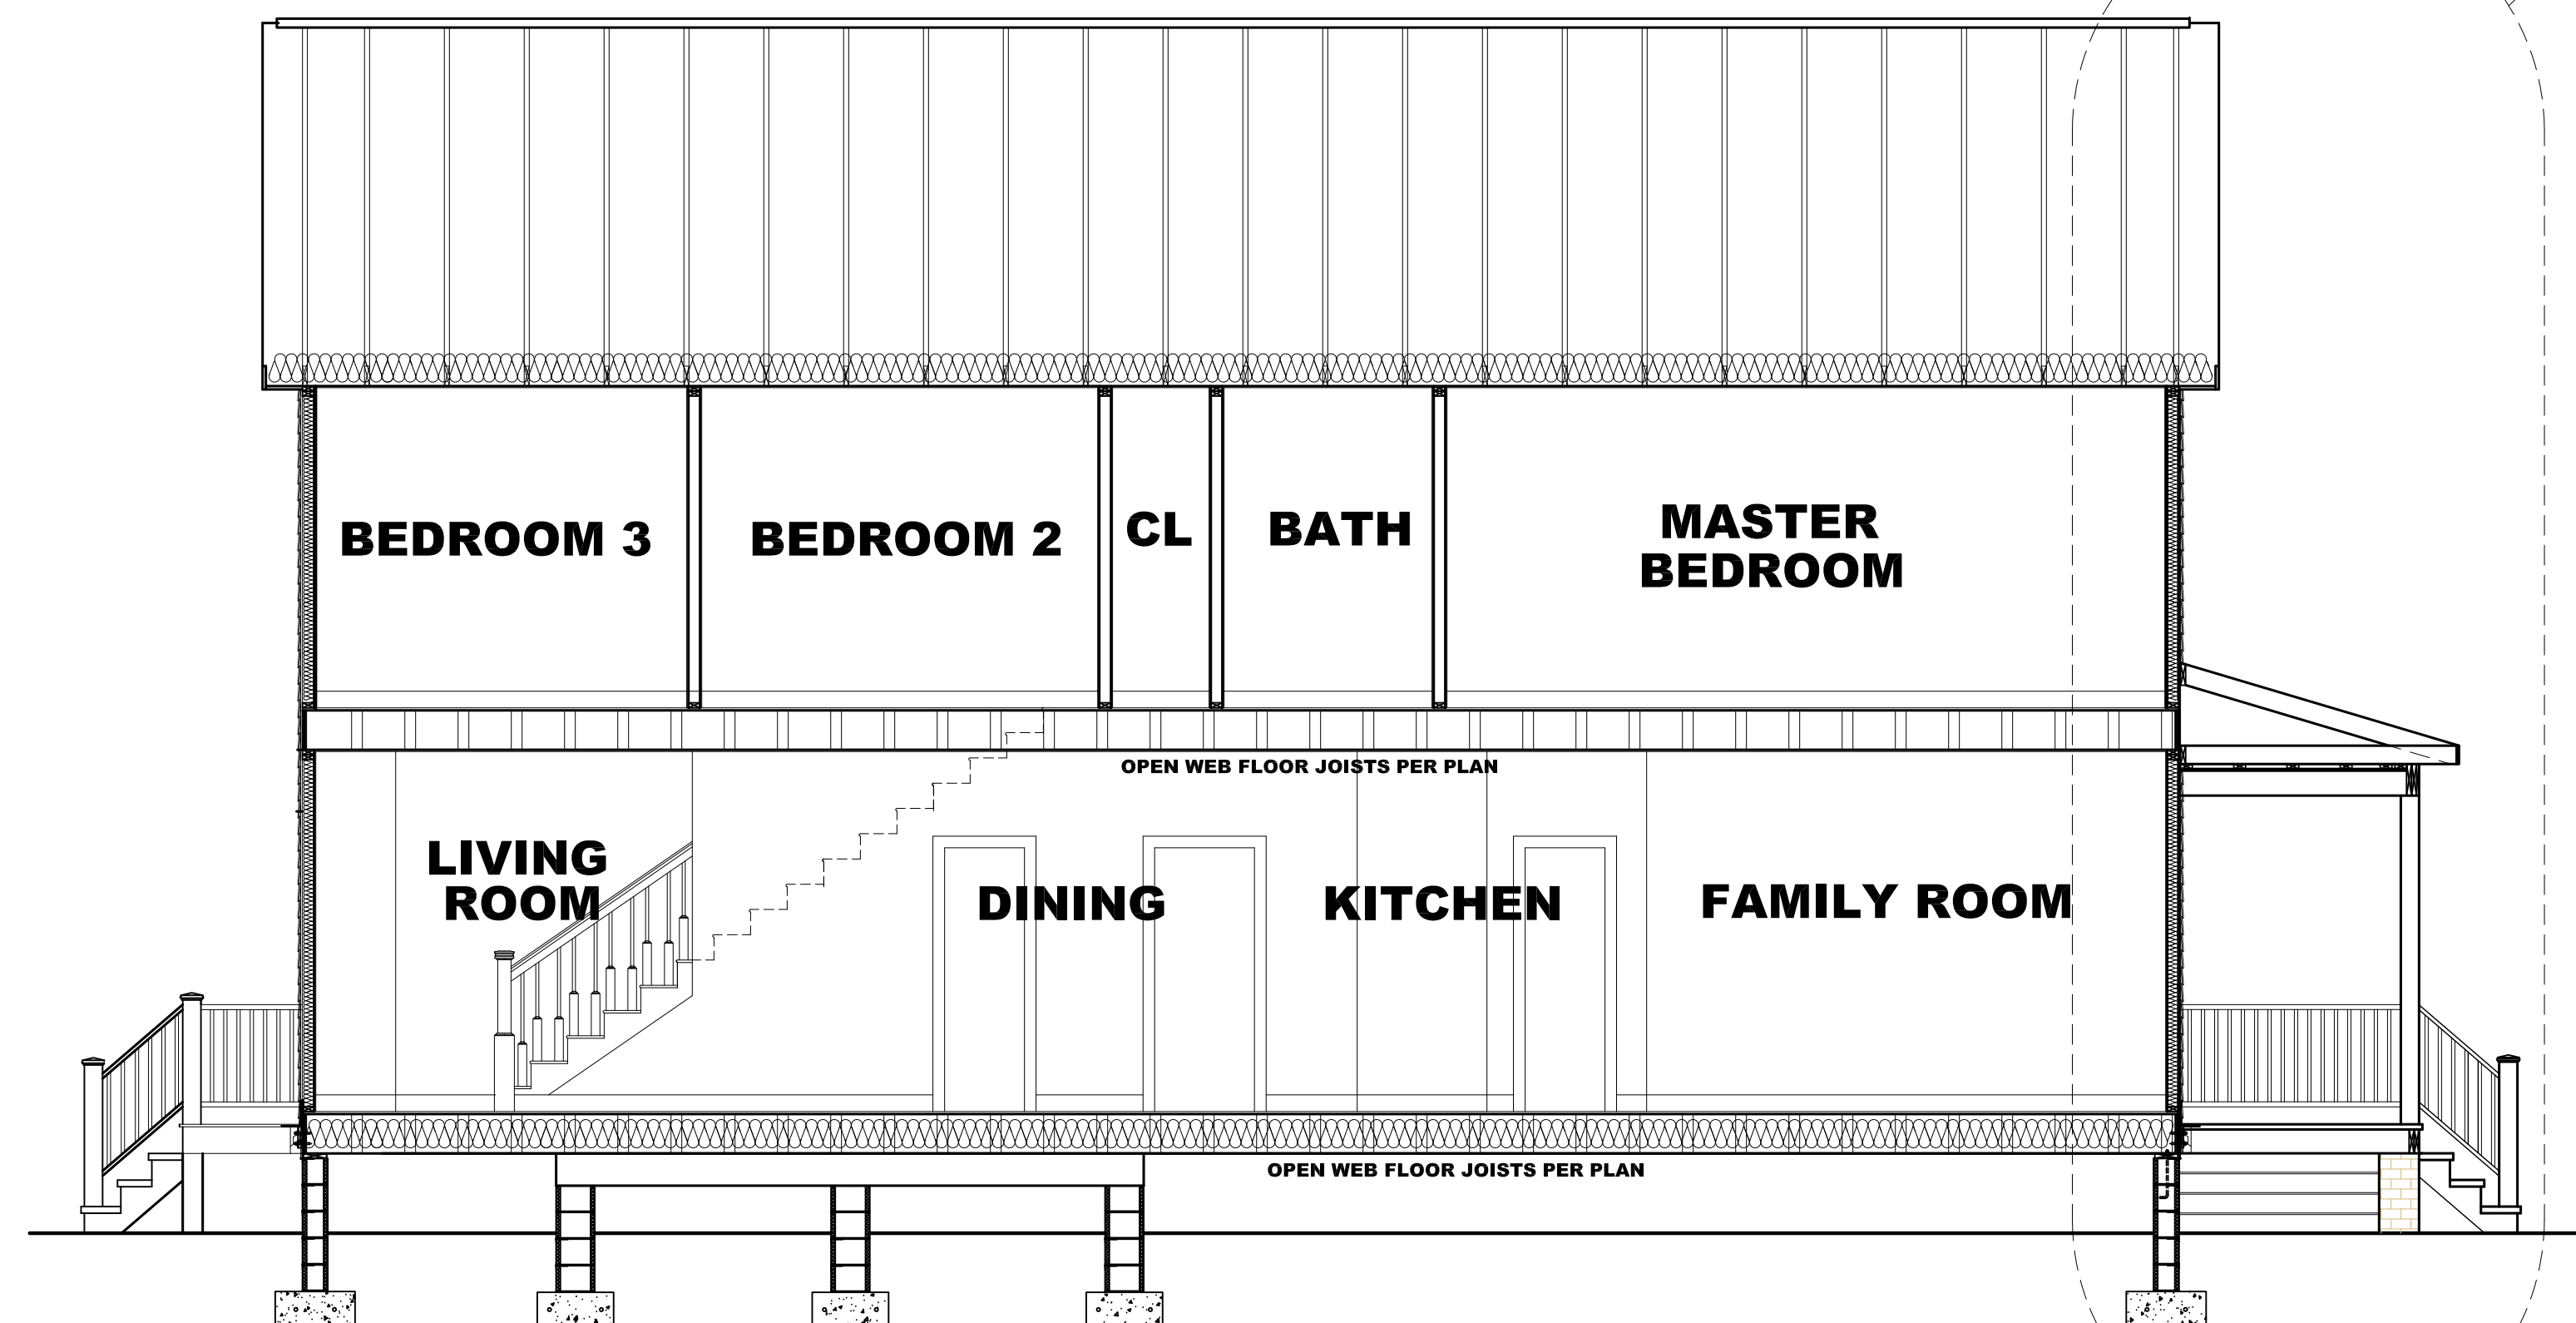 BEDROOM 3
BEDROOM 2
CL
BATH
MASTER
BEDROOM
OPEN WEB FLOOR JOISTS PER PLAN
LIVING
ROOM
DINING
KITCHEN
FAMILY ROOM
OPEN WEB FLOOR JOISTS PER PLAN